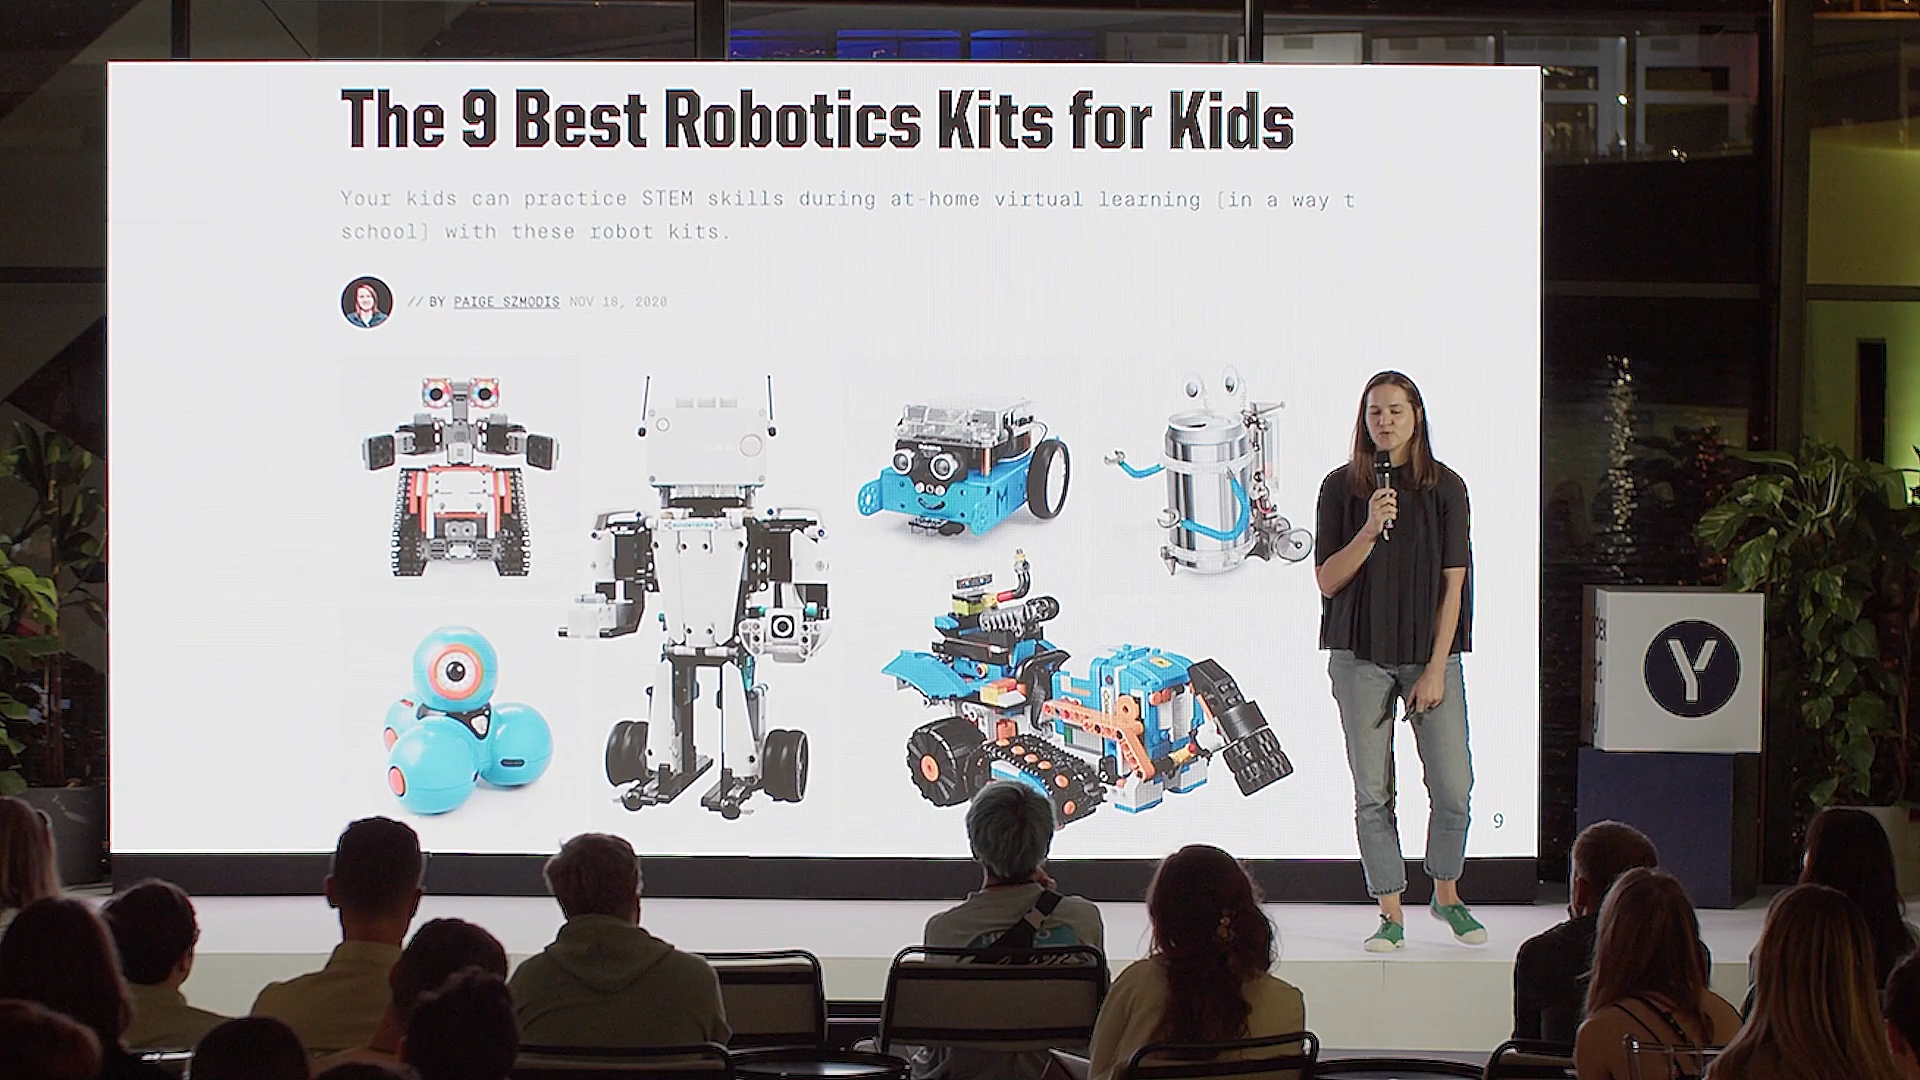 The 9 Best Robotics Kits for Kids
Your kids can practice STEM skills during at-home virtual learning (in a way t
school) with these robot kits.
// BY PAIGE SZMODIS NOV 18, 2020
9
Y